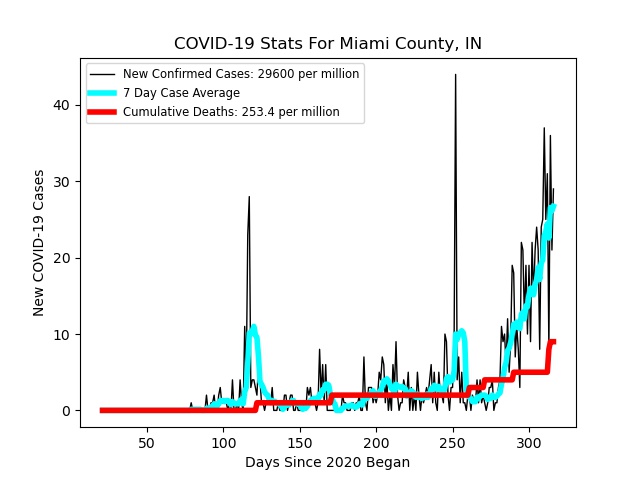 COVID-19 Stats For Miami County, IN
New Confirmed Cases: 29600 per million
7 Day Case Average
Cumulative Deaths: 253.4 per million
New COVID-19 Cases
40
30
20
10
0
50 100 150 200 250 300
Days Since 2020 Began